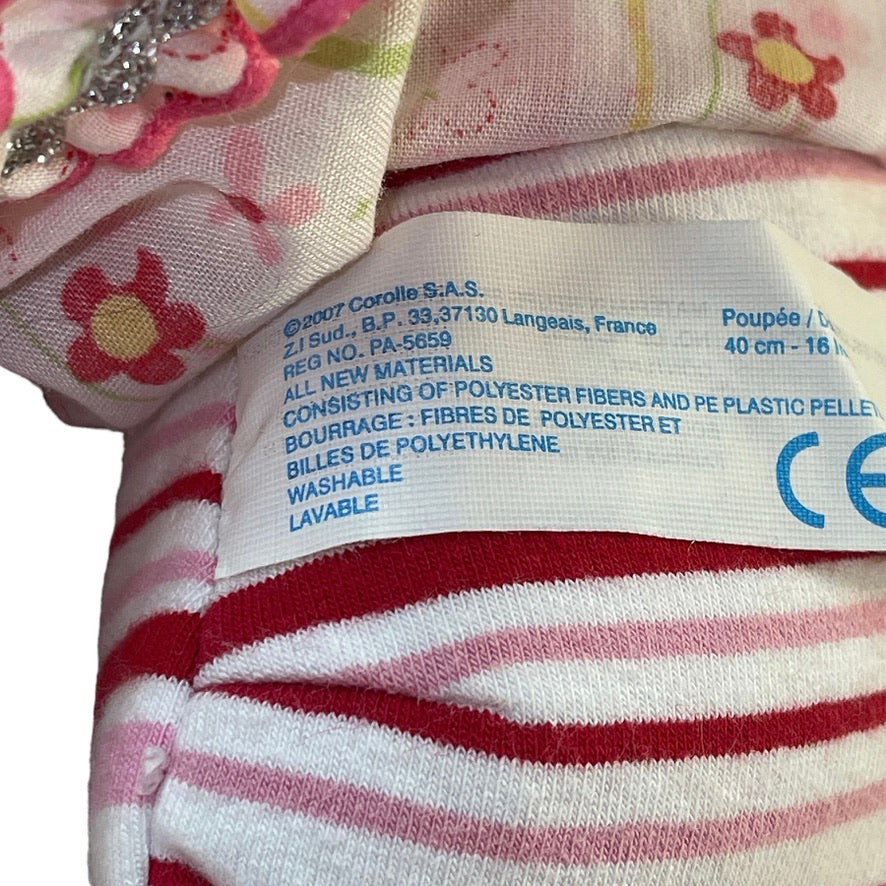 ©2007 Corolle S.A.S.
Z.I Sud., B.P. 33,37130 Langeais, France
REG NO. PA-5659
ALL NEW MATERIALS
CONSISTING OF POLYESTER FIBERS AND PE PLASTIC
BOURRAGE : FIBRES DE POLYESTER ET
BILLES DE POLYETHYLENE
WASHABLE
LAVABLE
Poupée /
40 cm - 16
CE